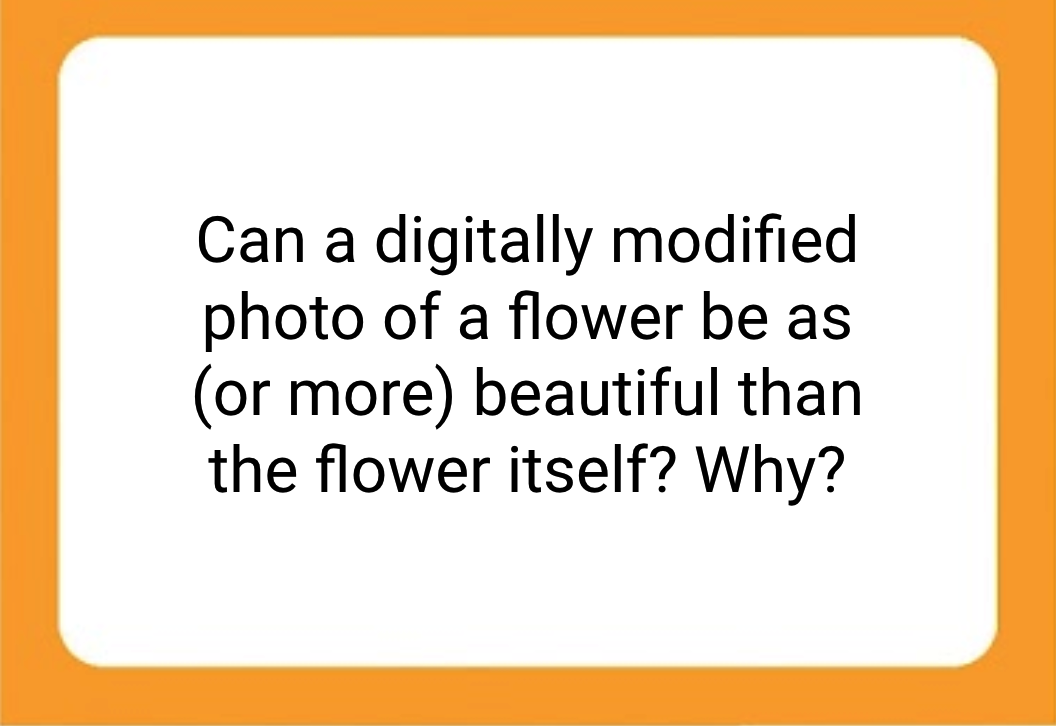 Can a digitally modified
photo of a flower be as
(or more) beautiful than
the flower itself? Why?